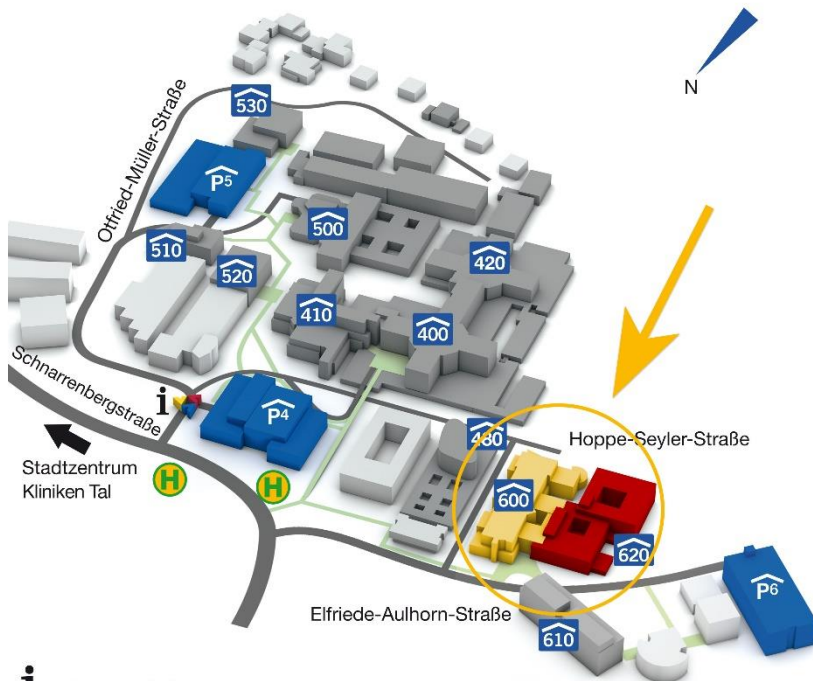 N
530
Otfried-Müller-Straße
P5
500
510
520
420
410
400
Schnarrenbergstraße
i
P4
430
Hoppe-Seyler-Straße
Stadtzentrum
Kliniken Tal
H
H
600
620
P6
Elfriede-Aulhorn-Straße
610
i